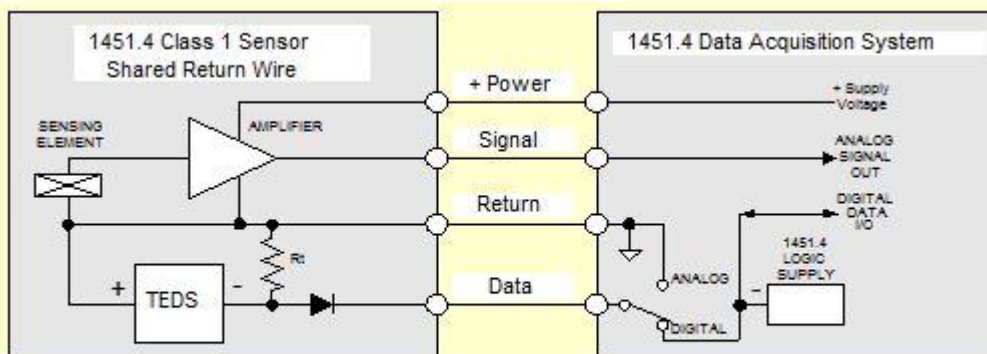 1451.4 Class 1 Sensor
Shared Return Wire
SENSING
ELEMENT
AMPLIFIER
Rt
+
TEDS
-
+ Power
Signal
Return
Data
1451.4 Data Acquisition System
+ Supply
Voltage
ANALOG
SIGNAL
OUT
DIGITAL
DATA
I/O
1451.4
LOGIC
SUPPLY
-
ANALOG
DIGITAL